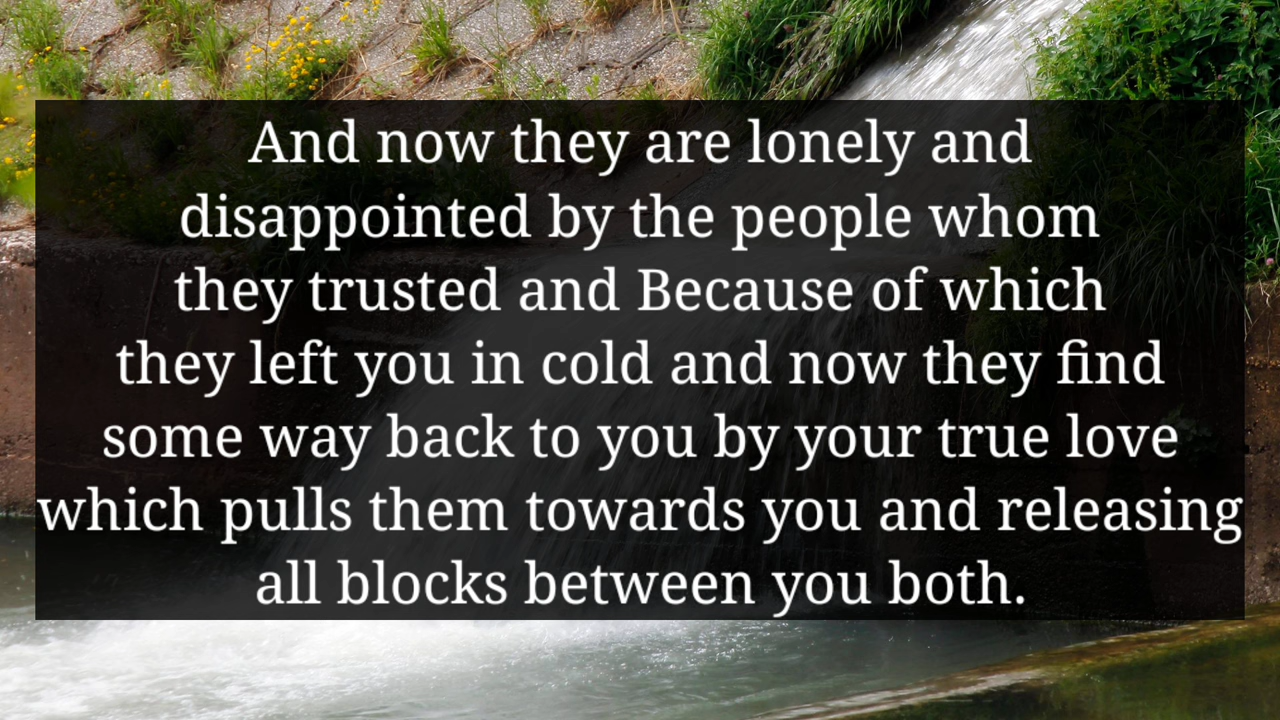 And now they are lonely and
disappointed by the people whom
they trusted and Because of which
they left you in cold and now they find
some way back to you by your true love
which pulls them towards you and releasing
all blocks between you both.